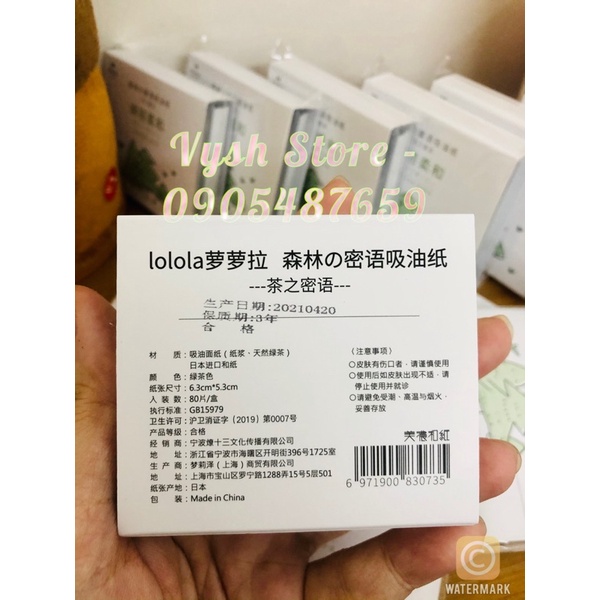 Vysh Store -
0905487659
柔和
lolola萝萝拉 森林の密语吸油纸
---茶之密语---
生产日期:20210420
保质期:3年
合 格
材 质：吸油面纸（纸浆、天然绿茶）
日本进口和纸
颜 色：绿茶色
纸张尺寸：6.3cm*5.3cm
入 装 数：80片/盒
执行标准：GB15979
卫生许可证：沪卫消证字（2019）第0007号
产品等级：合格
经 销 商：宁波燎十三文化传播有限公司
地 址：浙江省宁波市海曙区开明街396号1725室
生 产 商：梦莉泽（上海）商贸有限公司
地 址：上海市宝山区罗宁路1288弄15号5层501
纸张产地：日本
包 装：Made in China
（注意事项）
○皮肤有伤口者，请谨慎使用
○使用后如皮肤出现不适，请
停止使用并就诊
○请避免受潮、高温与烟火，
妥善存放
美濃和紙
6 971900 830735
WATERMARK